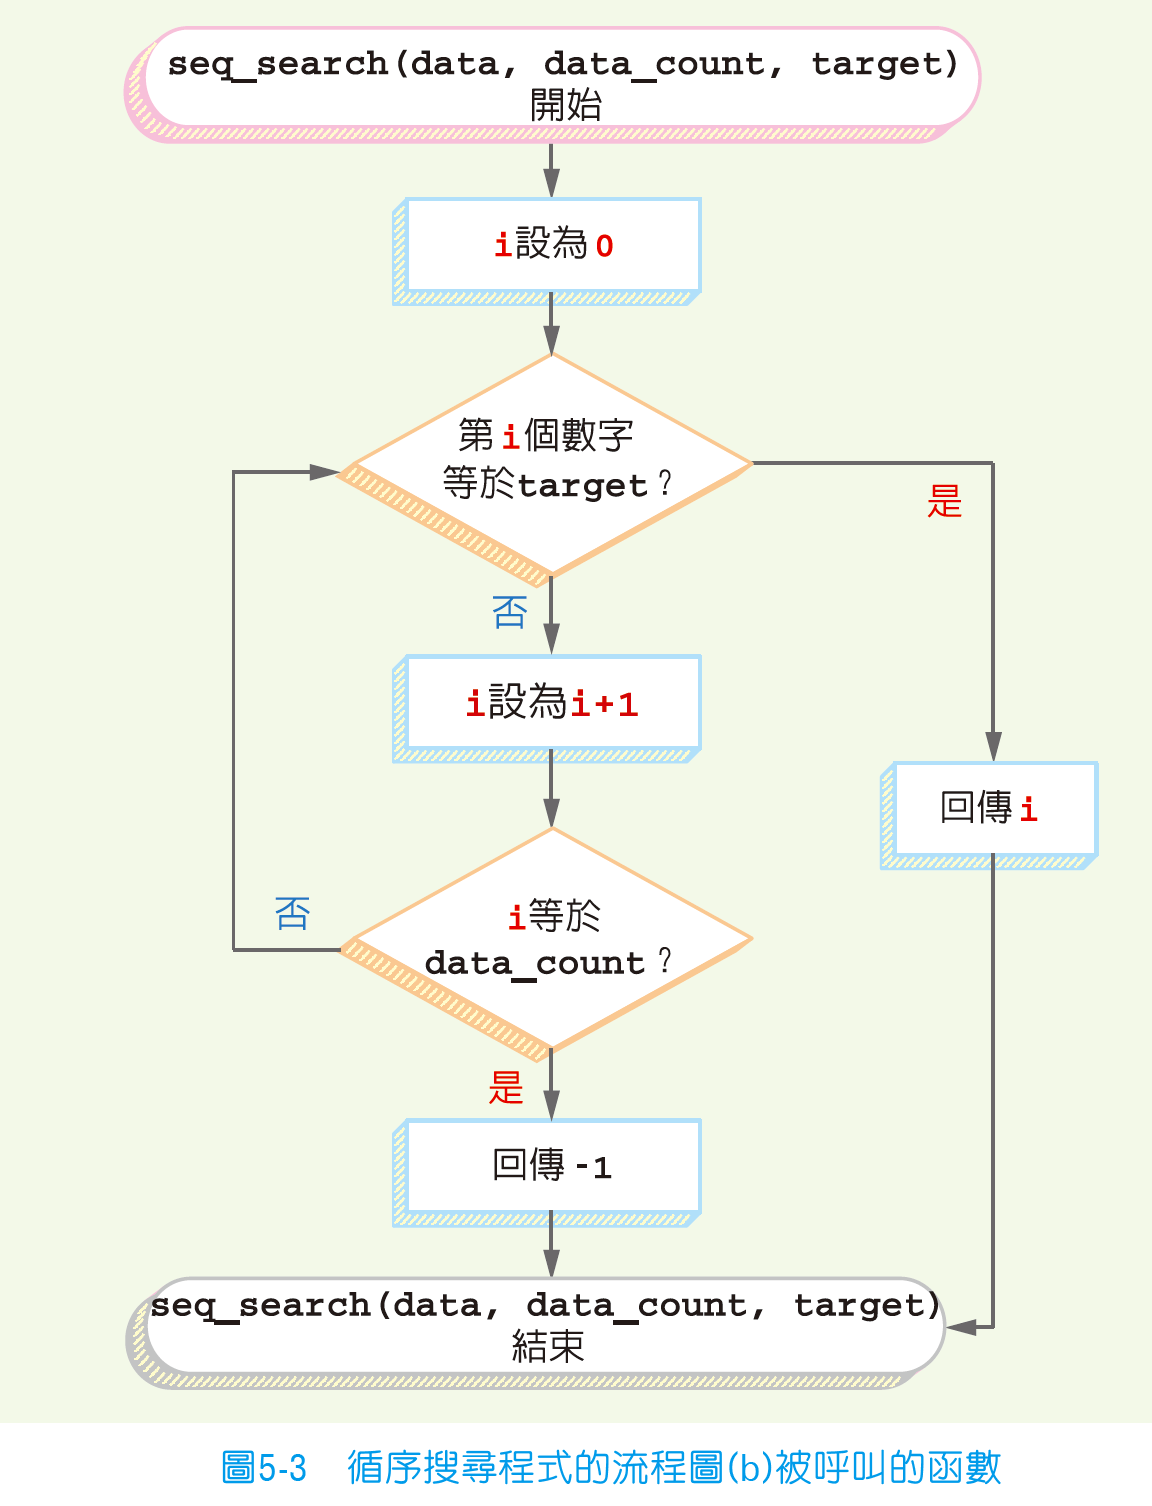 seq_search(data, data_count, target)
開始
i設為0
第i個數字
等於target？
是
否
i設為i+1
回傳i
i等於
data_count？
否
是
回傳-1
seq_search(data, data_count, target)
結束
圖5-3　循序搜尋程式的流程圖(b)被呼叫的函數